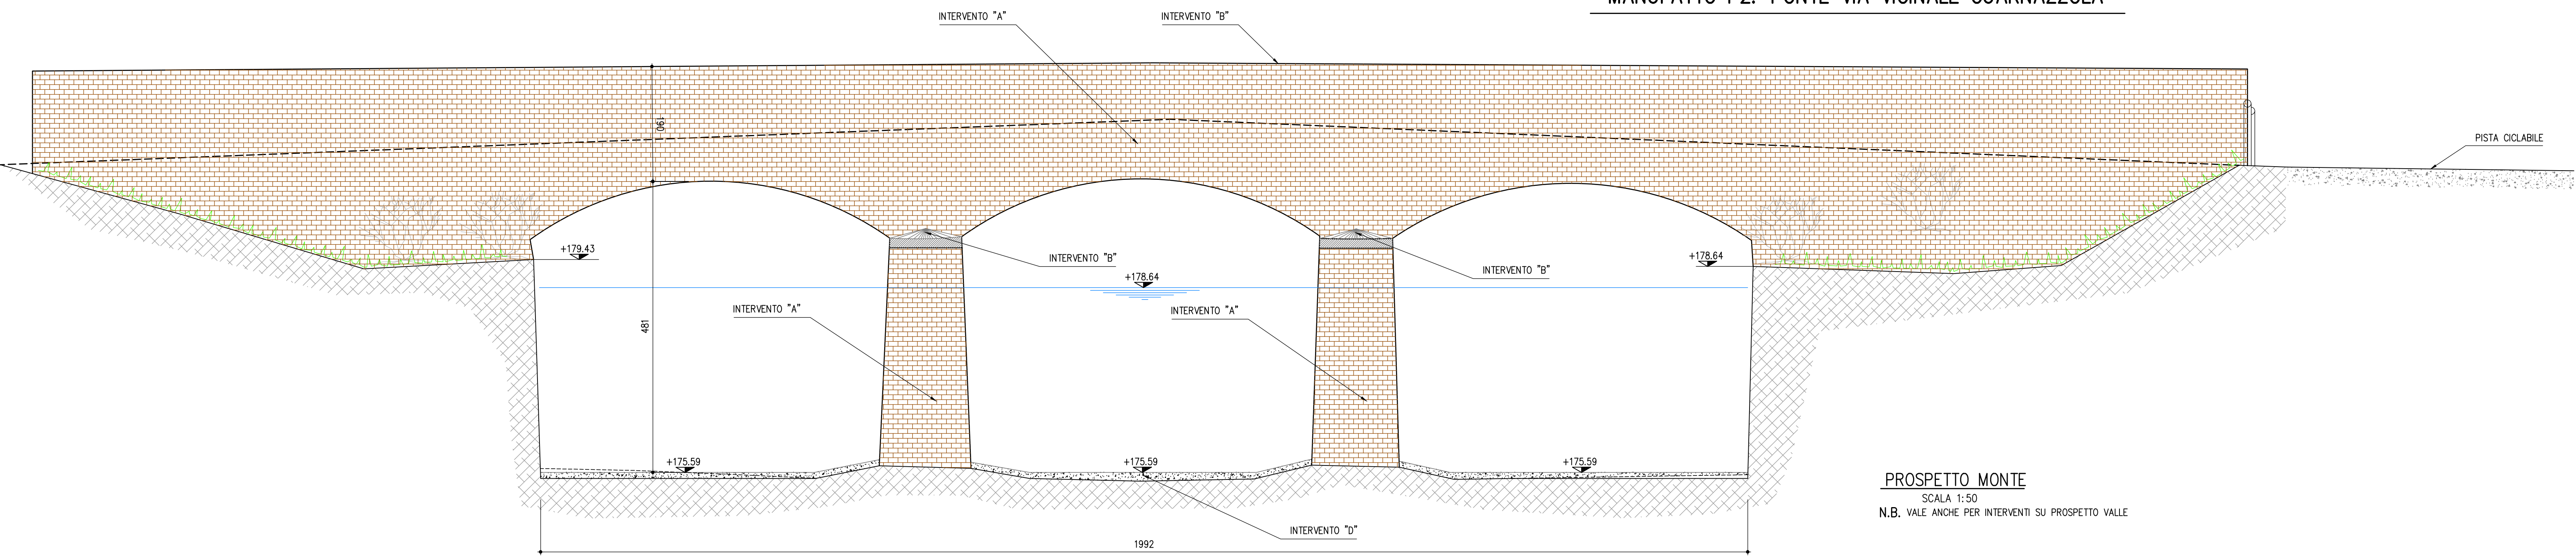 INTERVENTO "A"
INTERVENTO "B"
190
PISTA CICLABILE
+179.43
INTERVENTO "B"
+178.64
INTERVENTO "B"
+178.64
INTERVENTO "A"
INTERVENTO "A"
481
+175.59
+175.59
+175.59
INTERVENTO "D"
1992
PROSPETTO MONTE
SCALA 1:50
N.B. VALE ANCHE PER INTERVENTI SU PROSPETTO VALLE